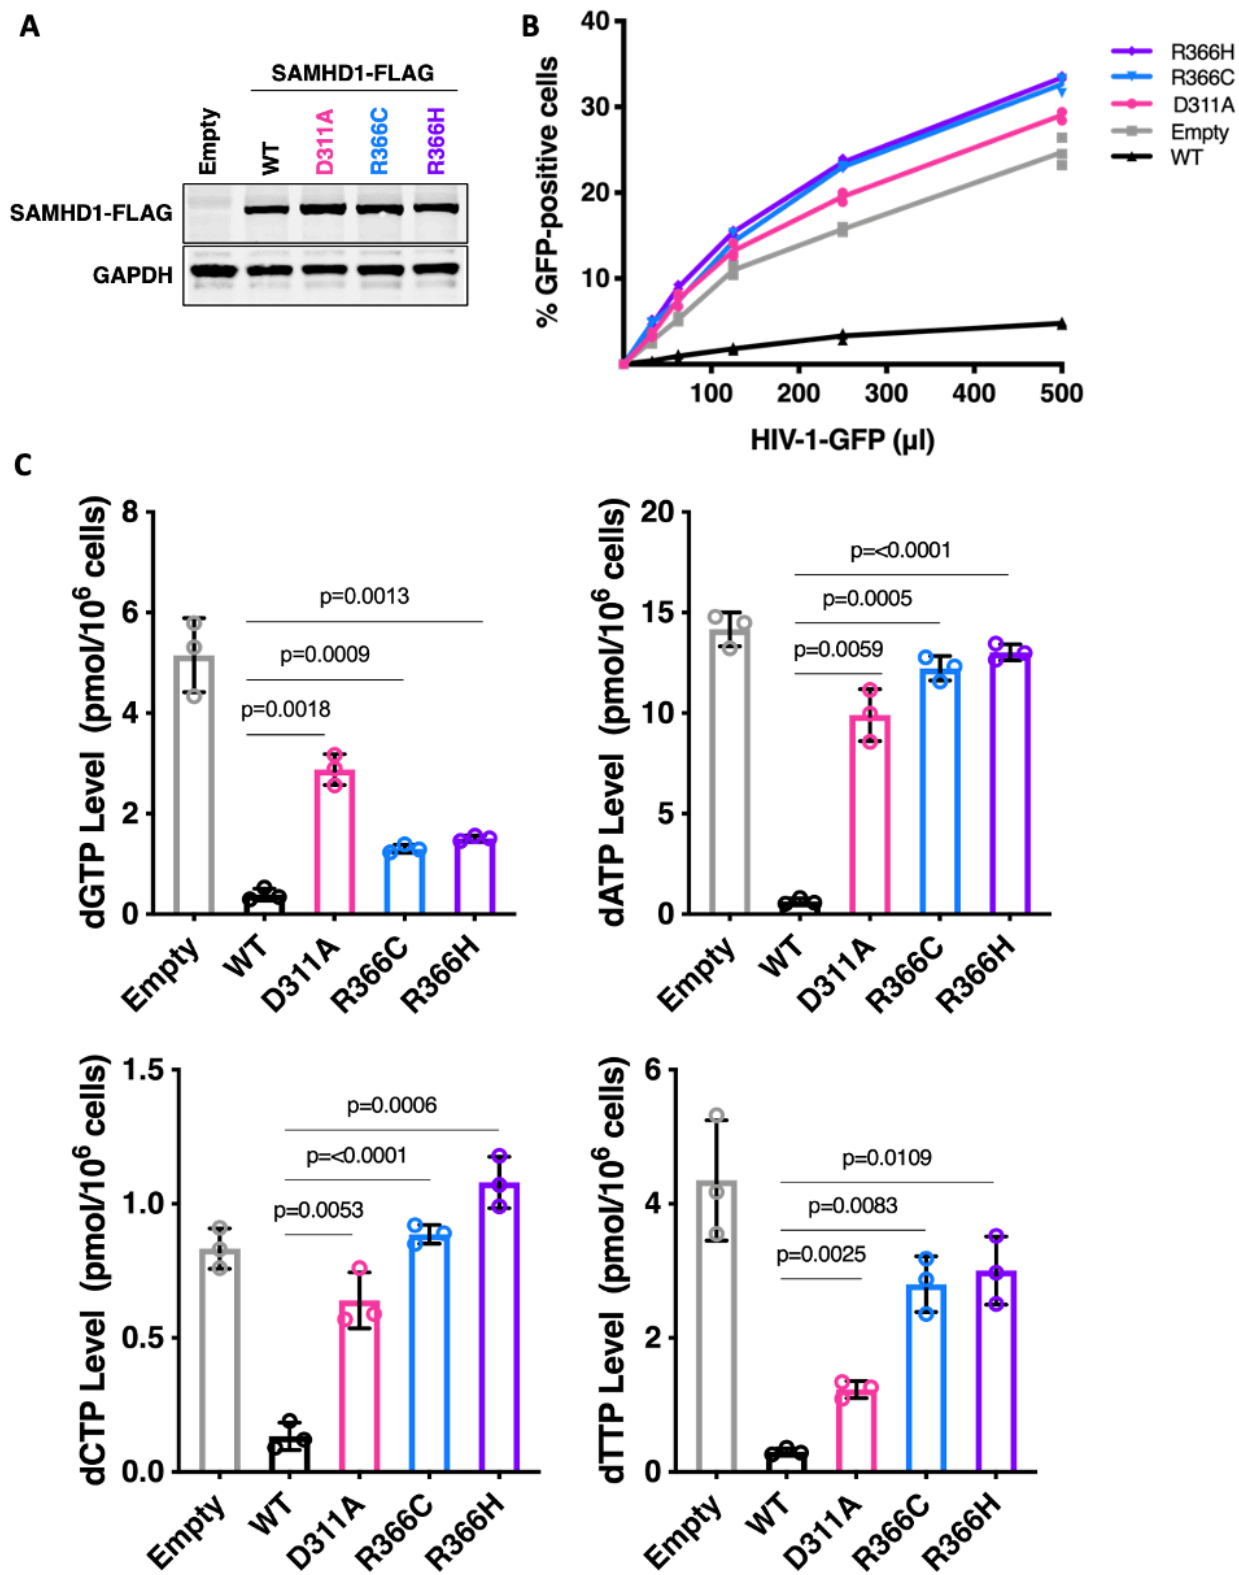 A
SAMHD1-FLAG
Empty
WT
D311A
R366C
R366H
SAMHD1-FLAG
GAPDH
B
% GFP-positive cells
40
30
20
10
100 200 300 400 500
HIV-1-GFP (µl)
R366H
R366C
D311A
Empty
WT
C
dGTP Level (pmol/10⁶ cells)
8
6
4
2
0
p=0.0013
p=0.0009
p=0.0018
Empty WT D311A R366C R366H
dATP Level (pmol/10⁶ cells)
20
15
10
5
0
p=<0.0001
p=0.0005
p=0.0059
Empty WT D311A R366C R366H
dCTP Level (pmol/10⁶ cells)
1.5
1.0
0.5
0.0
p=0.0006
p=<0.0001
p=0.0053
Empty WT D311A R366C R366H
dTTP Level (pmol/10⁶ cells)
6
4
2
0
p=0.0109
p=0.0083
p=0.0025
Empty WT D311A R366C R366H